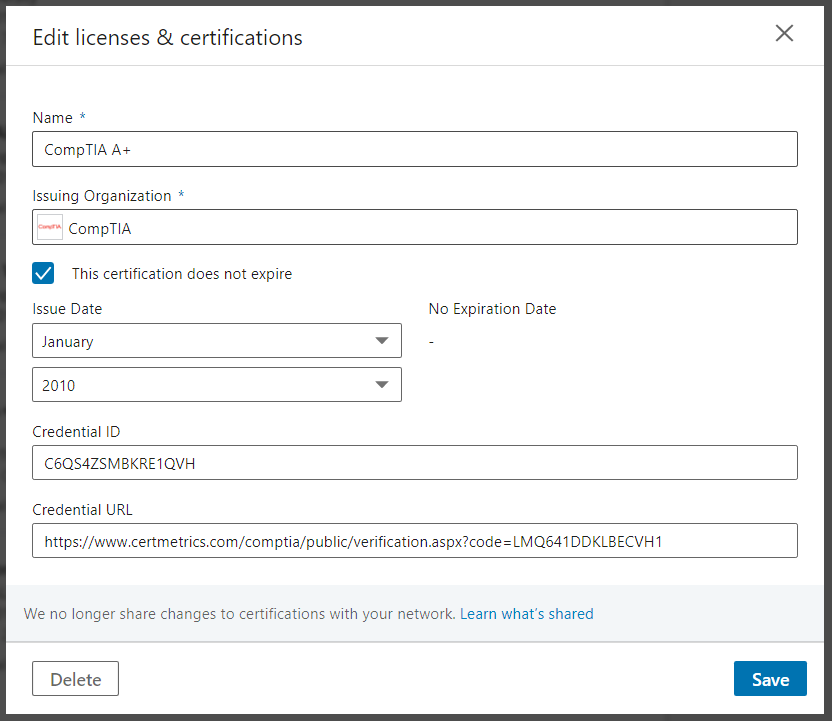 Edit licenses & certifications
Name *
CompTIA A+
Issuing Organization *
CompTIA CompTIA
This certification does not expire
Issue Date No Expiration Date
January -
2010
Credential ID
C6QS4ZSMBKRE1QVH
Credential URL
https://www.certmetrics.com/comptia/public/verification.aspx?code=LMQ641DDKLBECVH1
We no longer share changes to certifications with your network. Learn what's shared
Delete Save